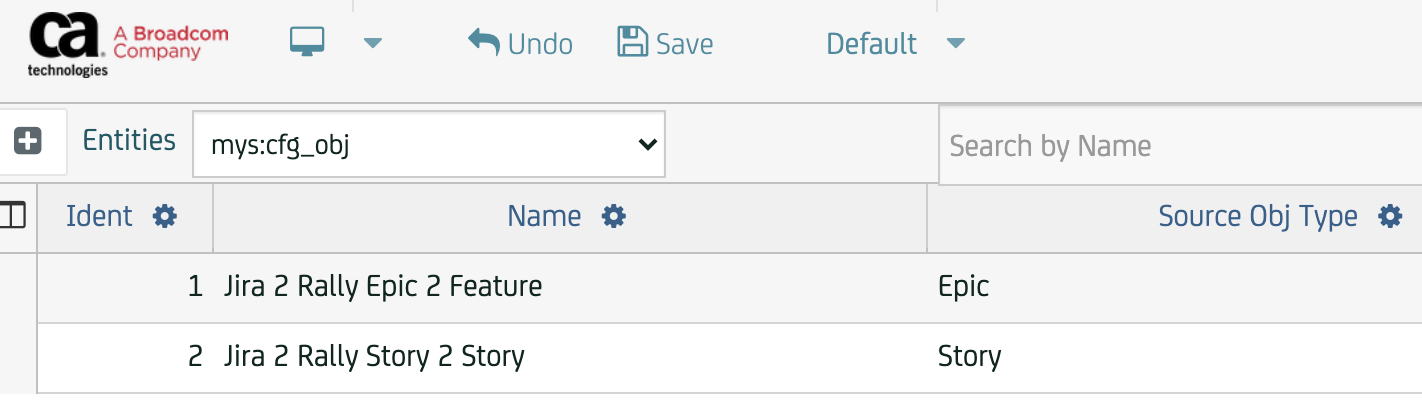 ca technologies A Broadcom Company Undo Save Default
Entities mys:cfg_obj Search by Name
Ident Name Source Obj Type
1 Jira 2 Rally Epic 2 Feature Epic
2 Jira 2 Rally Story 2 Story Story